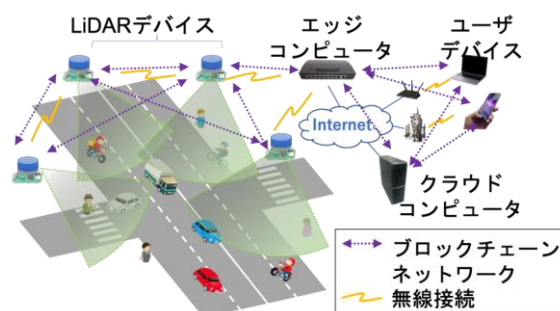 LiDARデバイス
エッジ
コンピュータ
ユーザ
デバイス
Internet
クラウド
コンピュータ
ブロックチェーン
ネットワーク
無線接続